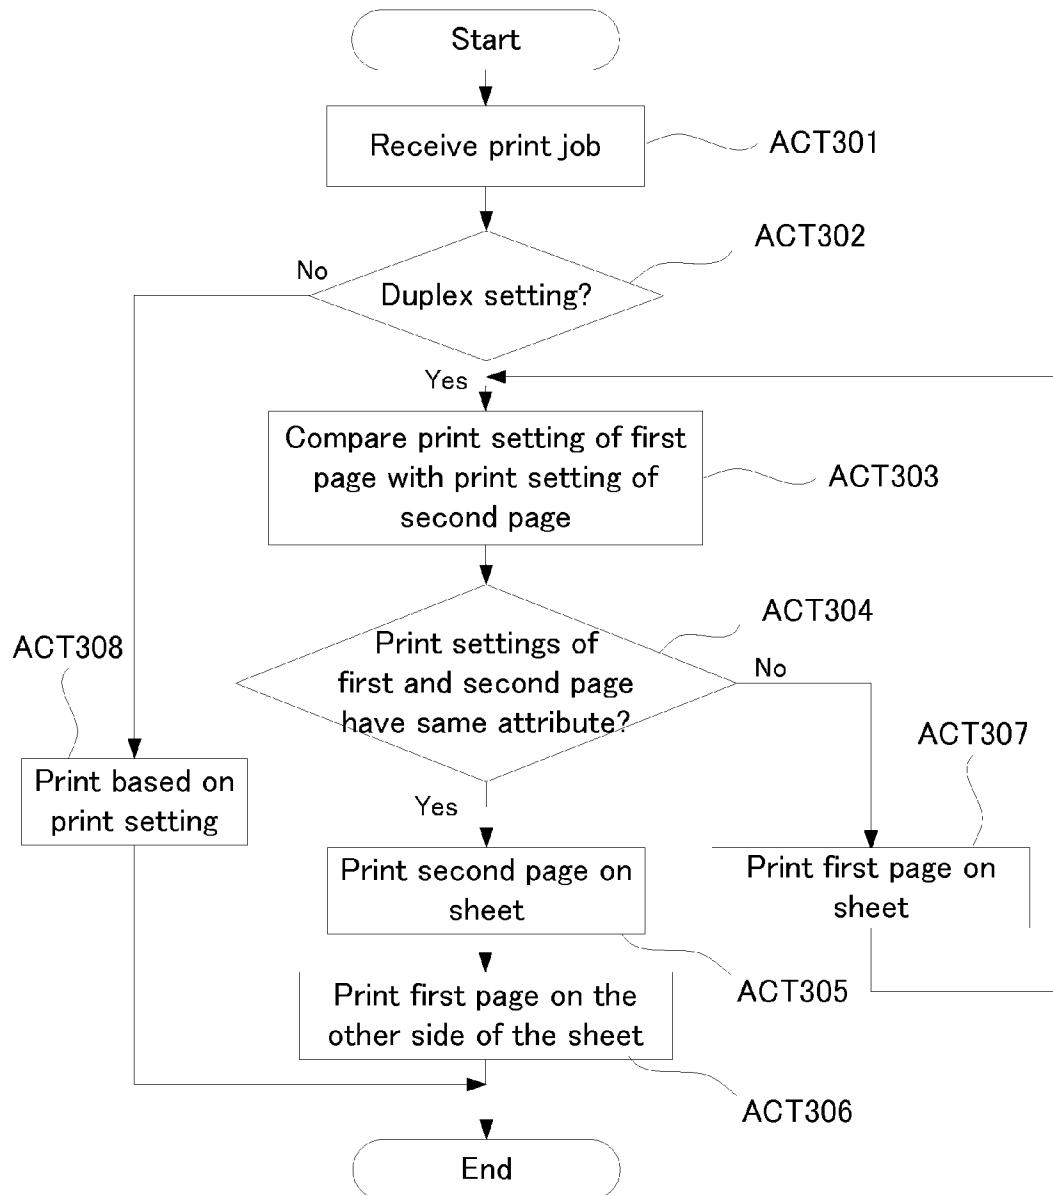 Start
Receive print job
ACT301
ACT302
No
Duplex setting?
Yes
Compare print setting of first
page with print setting of
second page
ACT303
ACT304
Print settings of
first and second page
have same attribute?
No
ACT308
ACT307
Print based on
print setting
Yes
Print second page on
sheet
Print first page on
sheet
ACT305
Print first page on the
other side of the sheet
ACT306
End